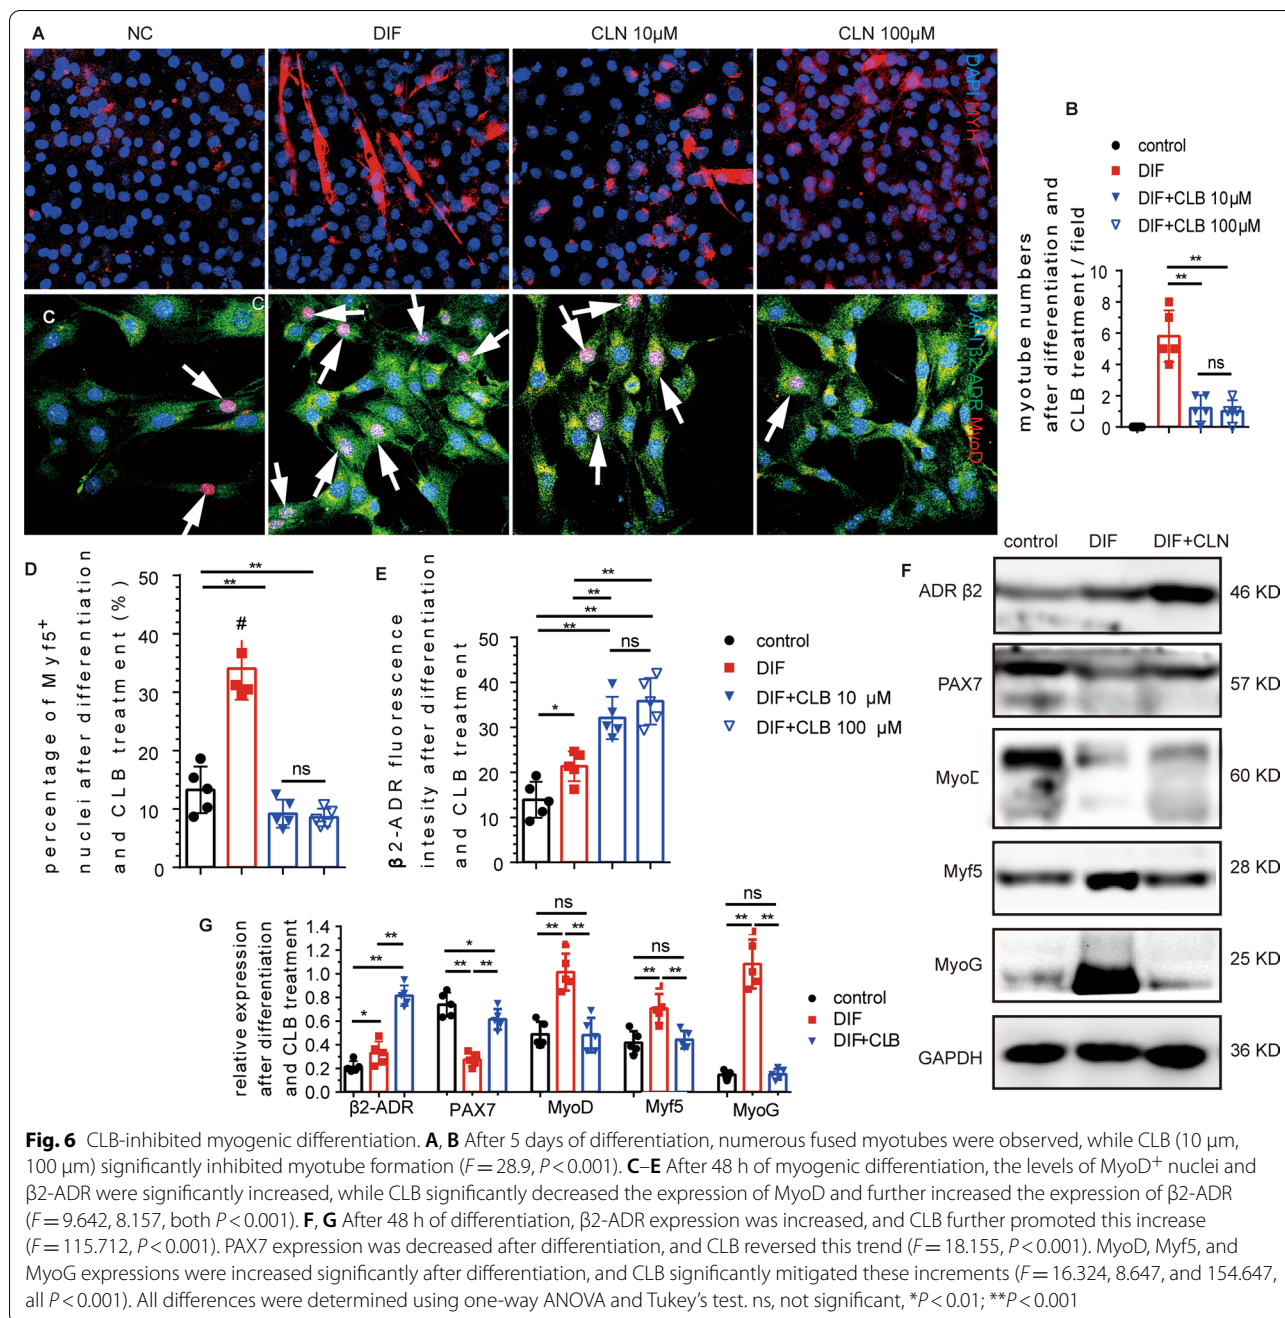 A
NC
DIF
CLN 10µM
CLN 100µM
DAPI MYH
B
control
DIF
DIF+CLB 10µM
DIF+CLB 100µM
myotube numbers
after differentiation and
CLB treatment / field
10
8
6
4
2
0
**
**
ns
C
C
DAPI β2-ADR MyoD
D
percentage of Myf5+
nuclei after differentiation
and CLB treatment (%)
50
40
30
20
10
0
**
**
#
ns
E
β2-ADR fluorescence
intesity after differentiation
and CLB treatment
50
40
30
20
10
0
**
**
**
**
ns
*
control
DIF
DIF+CLB 10 µM
DIF+CLB 100 µM
F
control DIF DIF+CLN
ADR β2 46 KD
PAX7 57 KD
MyoD 60 KD
Myf5 28 KD
MyoG 25 KD
GAPDH 36 KD
G
relative expression
after differentiation
and CLB treatment
1.4
1.2
1.0
0.8
0.6
0.4
0.2
0.0
**
**
*
*
** **
ns
** **
ns
** **
ns
** **
β2-ADR PAX7 MyoD Myf5 MyoG
control
DIF
DIF+CLB
Fig. 6 CLB-inhibited myogenic differentiation. A, B After 5 days of differentiation, numerous fused myotubes were observed, while CLB (10 µm,
100 µm) significantly inhibited myotube formation (F = 28.9, P < 0.001). C–E After 48 h of myogenic differentiation, the levels of MyoD+ nuclei and
β2-ADR were significantly increased, while CLB significantly decreased the expression of MyoD and further increased the expression of β2-ADR
(F = 9.642, 8.157, both P < 0.001). F, G After 48 h of differentiation, β2-ADR expression was increased, and CLB further promoted this increase
(F = 115.712, P < 0.001). PAX7 expression was decreased after differentiation, and CLB reversed this trend (F = 18.155, P < 0.001). MyoD, Myf5, and
MyoG expressions were increased significantly after differentiation, and CLB significantly mitigated these increments (F = 16.324, 8.647, and 154.647,
all P < 0.001). All differences were determined using one-way ANOVA and Tukey's test. ns, not significant, *P < 0.01; **P < 0.001